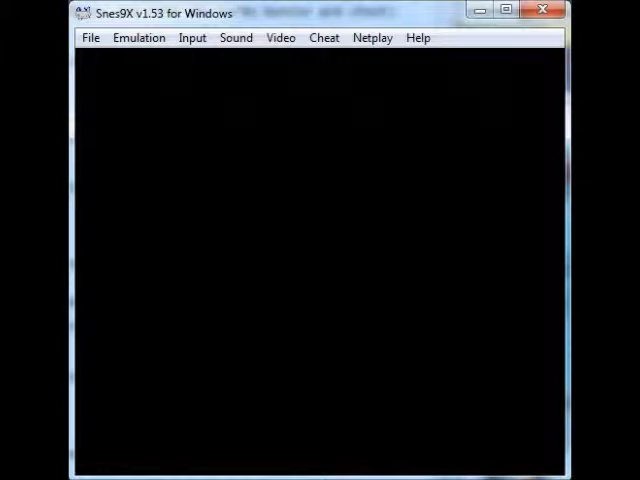 Snes9X v1.53 for Windows
File Emulation Input Sound Video Cheat Netplay Help